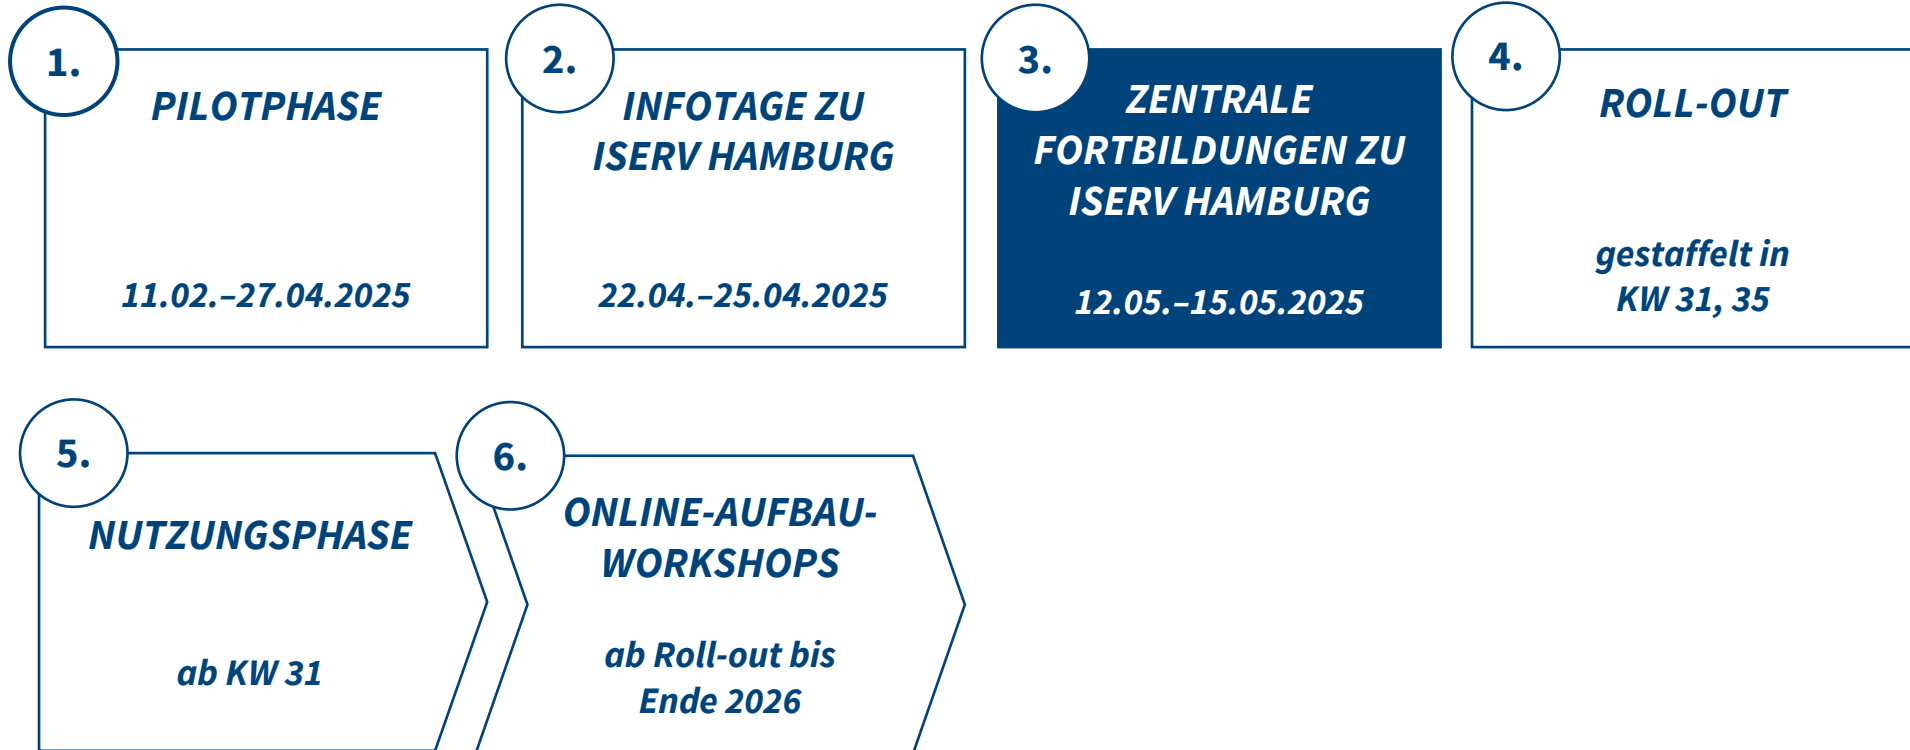 1.
PILOTPHASE
11.02.–27.04.2025
2.
INFOTAGE ZU
ISERV HAMBURG
22.04.–25.04.2025
3.
ZENTRALE
FORTBILDUNGEN ZU
ISERV HAMBURG
12.05.–15.05.2025
4.
ROLL-OUT
gestaffelt in
KW 31, 35
5.
NUTZUNGSPHASE
ab KW 31
6.
ONLINE-AUFBAU-
WORKSHOPS
ab Roll-out bis
Ende 2026